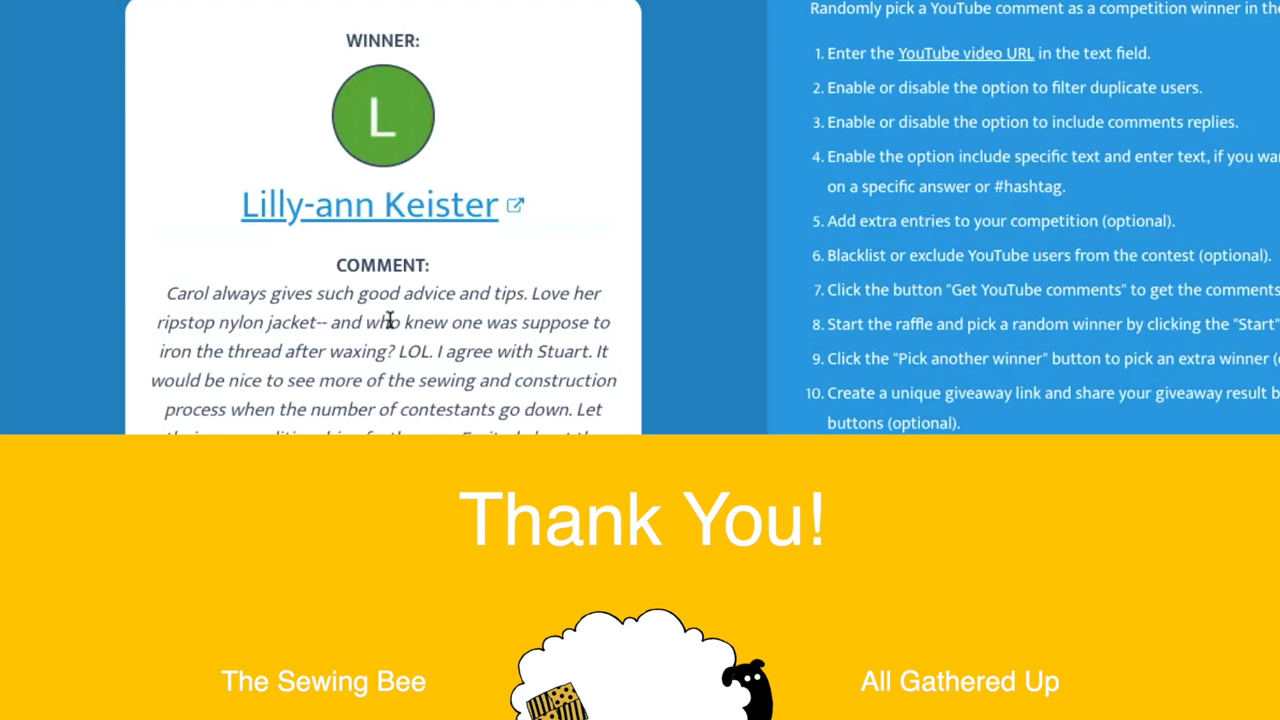 WINNER:
L
Lilly-ann Keister
COMMENT:
Carol always gives such good advice and tips. Love her
ripstop nylon jacket-- and who knew one was suppose to
iron the thread after waxing? LOL. I agree with Stuart. It
would be nice to see more of the sewing and construction
process when the number of contestants go down. Let
Randomly pick a YouTube comment as a competition winner in the
1. Enter the YouTube video URL in the text field.
2. Enable or disable the option to filter duplicate users.
3. Enable or disable the option to include comments replies.
4. Enable the option include specific text and enter text, if you wa
on a specific answer or #hashtag.
5. Add extra entries to your competition (optional).
6. Blacklist or exclude YouTube users from the contest (optional).
7. Click the button "Get YouTube comments" to get the comments
8. Start the raffle and pick a random winner by clicking the "Start"
9. Click the "Pick another winner" button to pick an extra winner (
10. Create a unique giveaway link and share your giveaway result b
buttons (optional).
Thank You!
The Sewing Bee
All Gathered Up